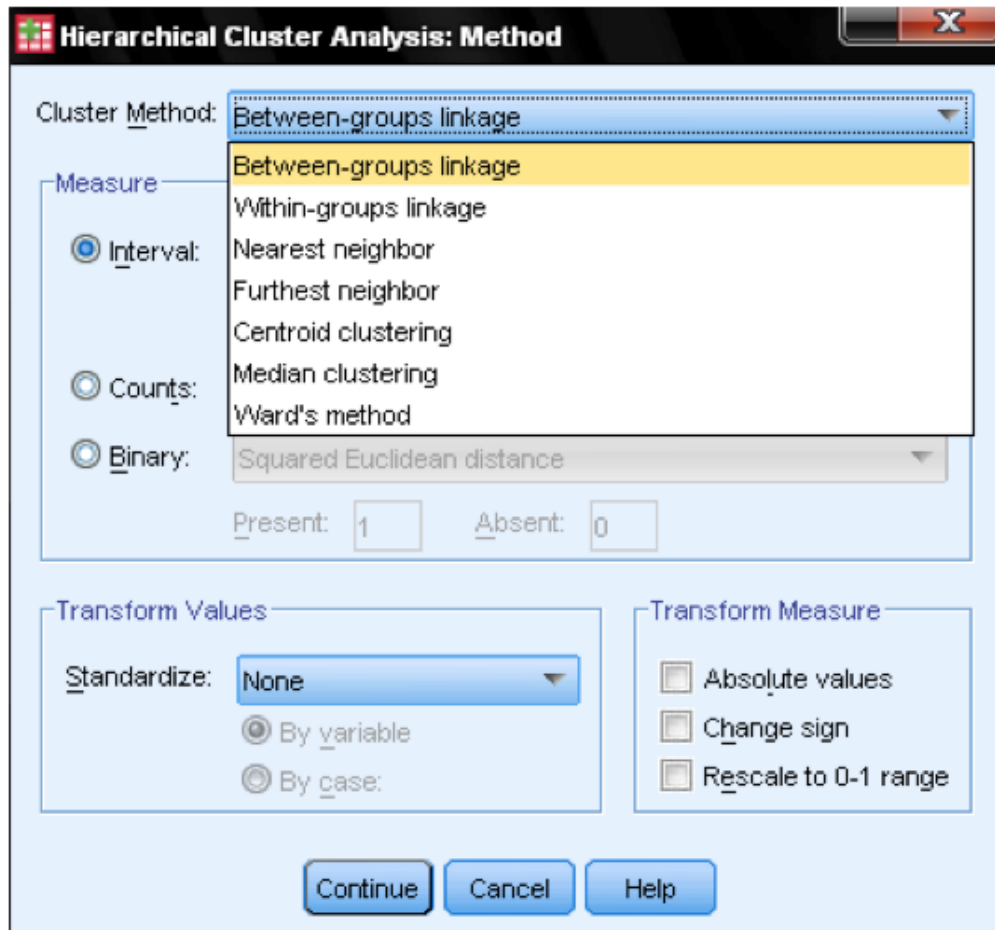 Hierarchical Cluster Analysis: Method
Cluster Method: Between-groups linkage
Between-groups linkage
Within-groups linkage
Nearest neighbor
Furthest neighbor
Centroid clustering
Median clustering
Ward's method
Measure
Interval:
Counts:
Binary: Squared Euclidean distance
Present: 1 Absent: 0
Transform Values
Standardize: None
By variable
By case:
Transform Measure
Absolute values
Change sign
Rescale to 0-1 range
Continue Cancel Help